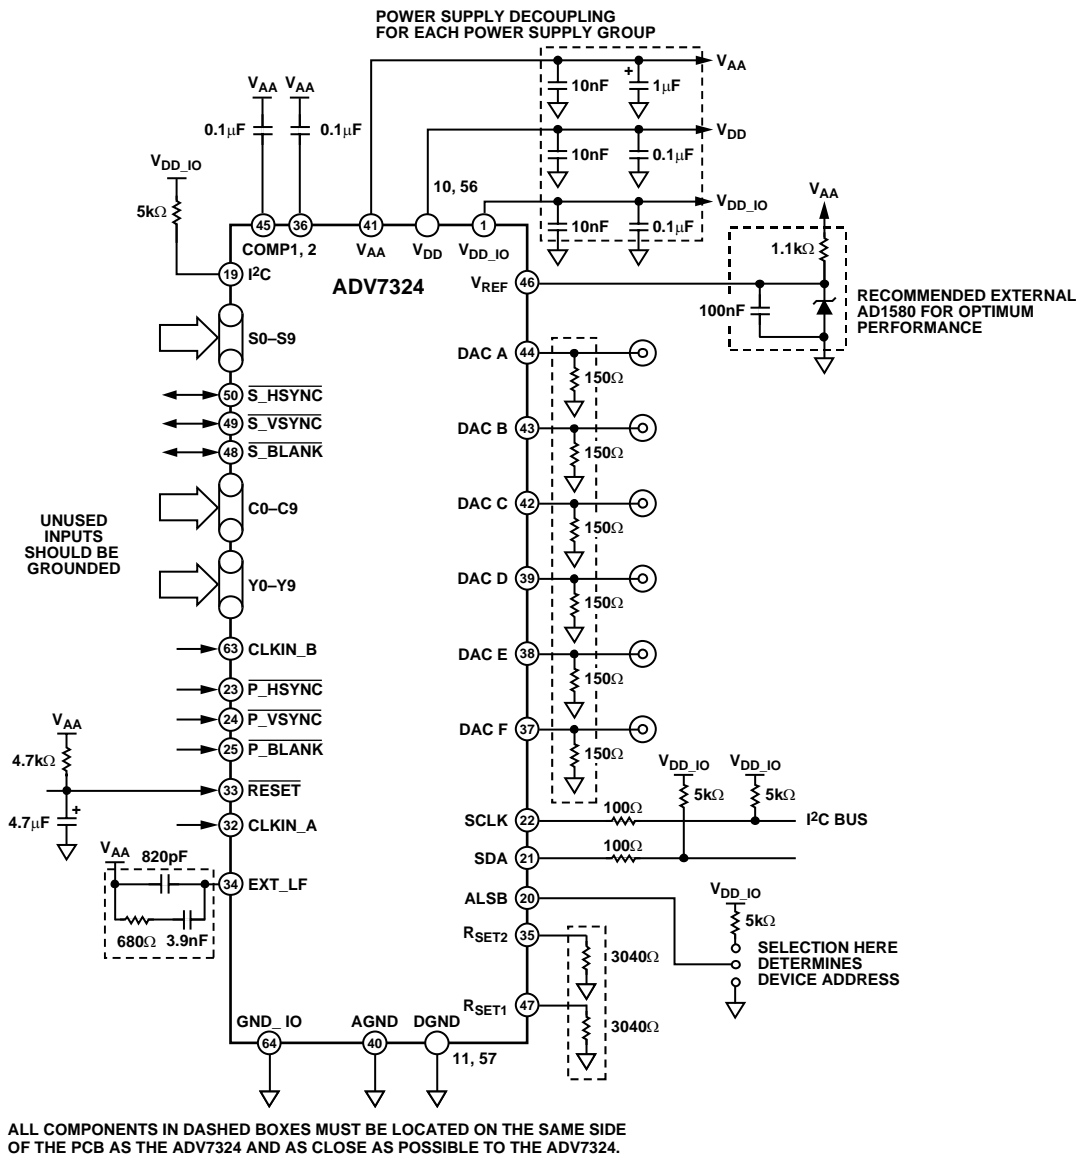 POWER SUPPLY DECOUPLING
FOR EACH POWER SUPPLY GROUP
VAA
10nF
1µF
VAA
VAA
0.1µF
0.1µF
VDD
10nF
0.1µF
VDD_IO
5kΩ
10, 56
VDD_IO
10nF
0.1µF
VAA
45
36
41
1
COMP1, 2
VAA
VDD
VDD_IO
1.1kΩ
19
I2C
ADV7324
VREF
46
100nF
RECOMMENDED EXTERNAL
AD1580 FOR OPTIMUM
PERFORMANCE
S0–S9
DAC A
44
150Ω
50
S_HSYNC
49
S_VSYNC
DAC B
43
150Ω
48
S_BLANK
C0–C9
DAC C
42
150Ω
UNUSED
INPUTS
SHOULD BE
GROUNDED
Y0–Y9
DAC D
39
150Ω
63
CLKIN_B
DAC E
38
150Ω
23
P_HSYNC
24
P_VSYNC
DAC F
37
150Ω
25
P_BLANK
VAA
4.7kΩ
33
RESET
4.7µF
32
CLKIN_A
VDD_IO
VDD_IO
5kΩ
5kΩ
SCLK
22
100Ω
I2C BUS
SDA
21
100Ω
VAA
820pF
34
EXT_LF
680Ω
3.9nF
ALSB
20
VDD_IO
5kΩ
SELECTION HERE
DETERMINES
DEVICE ADDRESS
RSET2
35
3040Ω
RSET1
47
3040Ω
GND_IO
AGND
DGND
64
40
11, 57
ALL COMPONENTS IN DASHED BOXES MUST BE LOCATED ON THE SAME SIDE
OF THE PCB AS THE ADV7324 AND AS CLOSE AS POSSIBLE TO THE ADV7324.